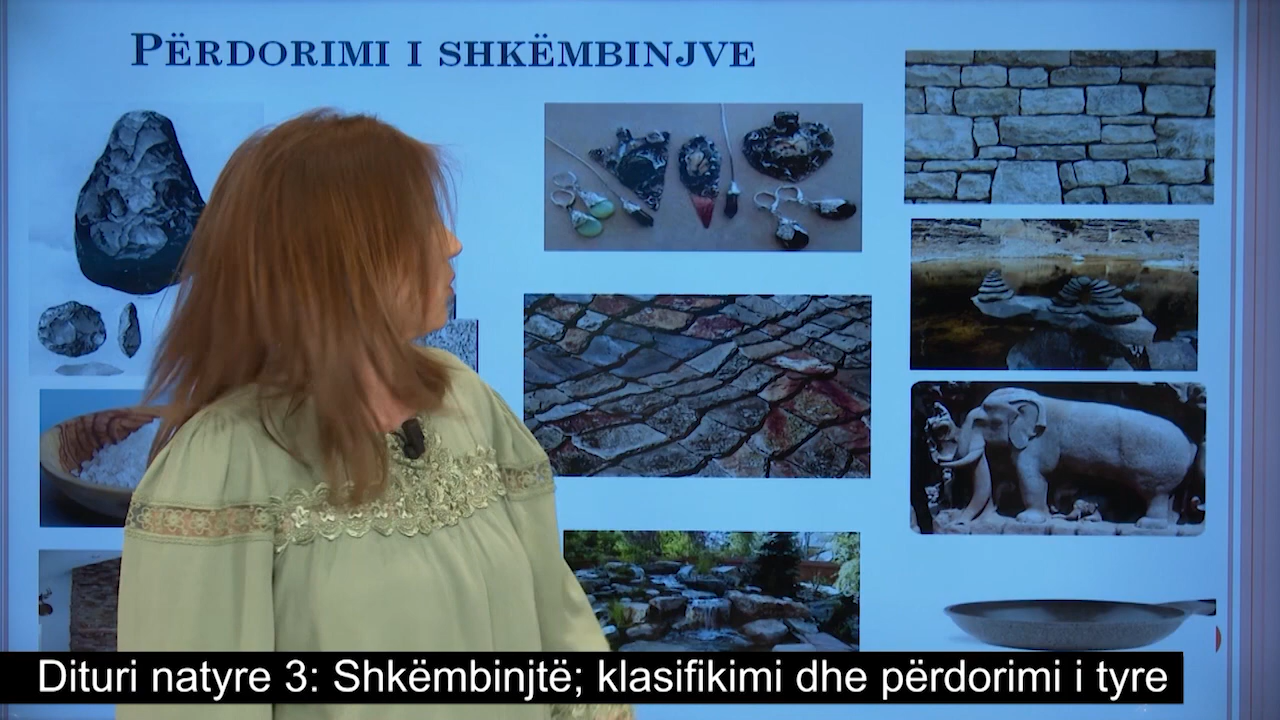 PËRDORIMI I SHKËMBINJVE
Dituri natyre 3: Shkëmbinjtë; klasifikimi dhe përdorimi i tyre